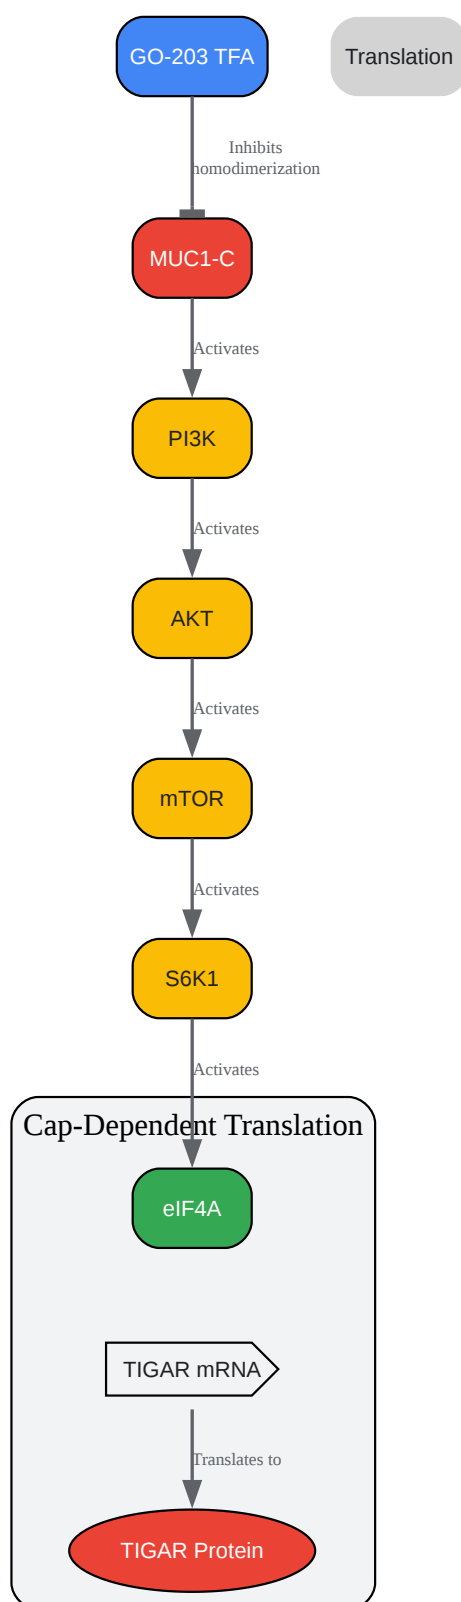 GO-203 TFA
Translation
Inhibits
homodimerization
MUC1-C
Activates
PI3K
Activates
AKT
Activates
mTOR
Activates
S6K1
Activates
Cap-Dependent Translation
eIF4A
TIGAR mRNA
Translates to
TIGAR Protein